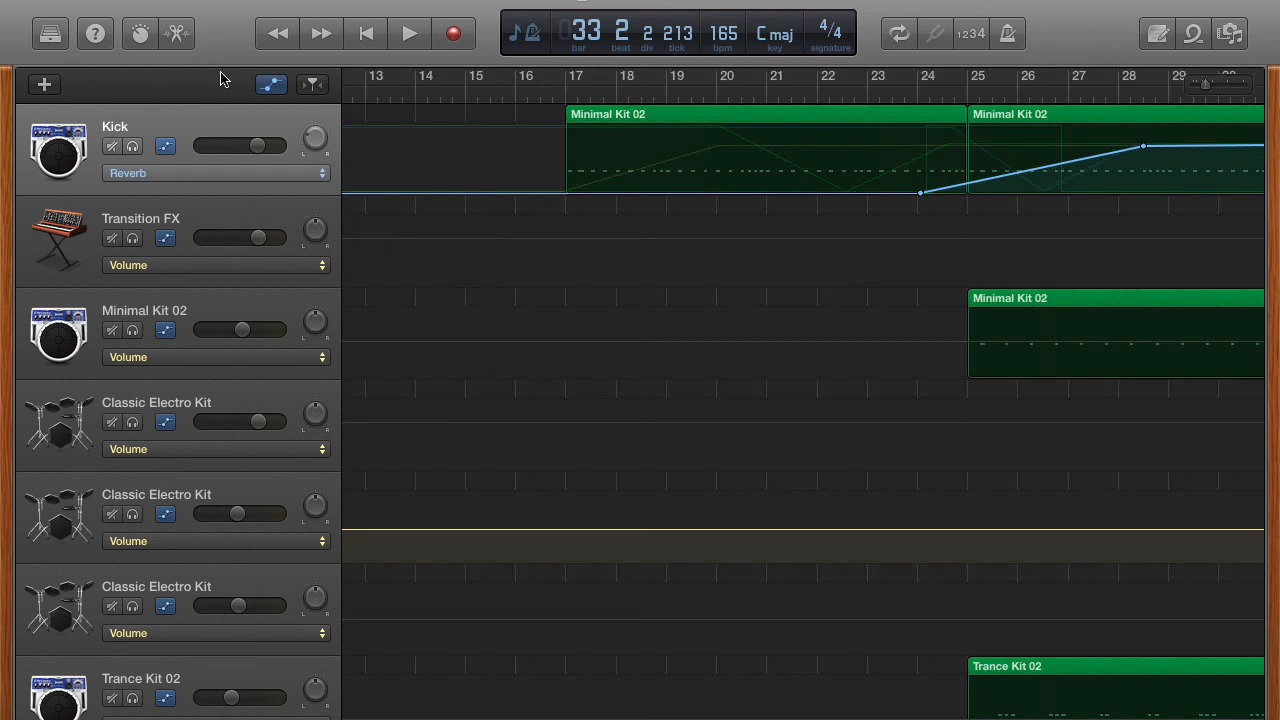 33 2 2 213 165 C maj 4/4
bar beat div tick bpm key signature
1234
13 14 15 16 17 18 19 20 21 22 23 24 25 26 27 28 29
Kick
Reverb
L R
Minimal Kit 02
Minimal Kit 02
Transition FX
Volume
L R
Minimal Kit 02
Volume
L R
Minimal Kit 02
Classic Electro Kit
Volume
L R
Classic Electro Kit
Volume
L R
Classic Electro Kit
Volume
L R
Trance Kit 02
L R
Trance Kit 02